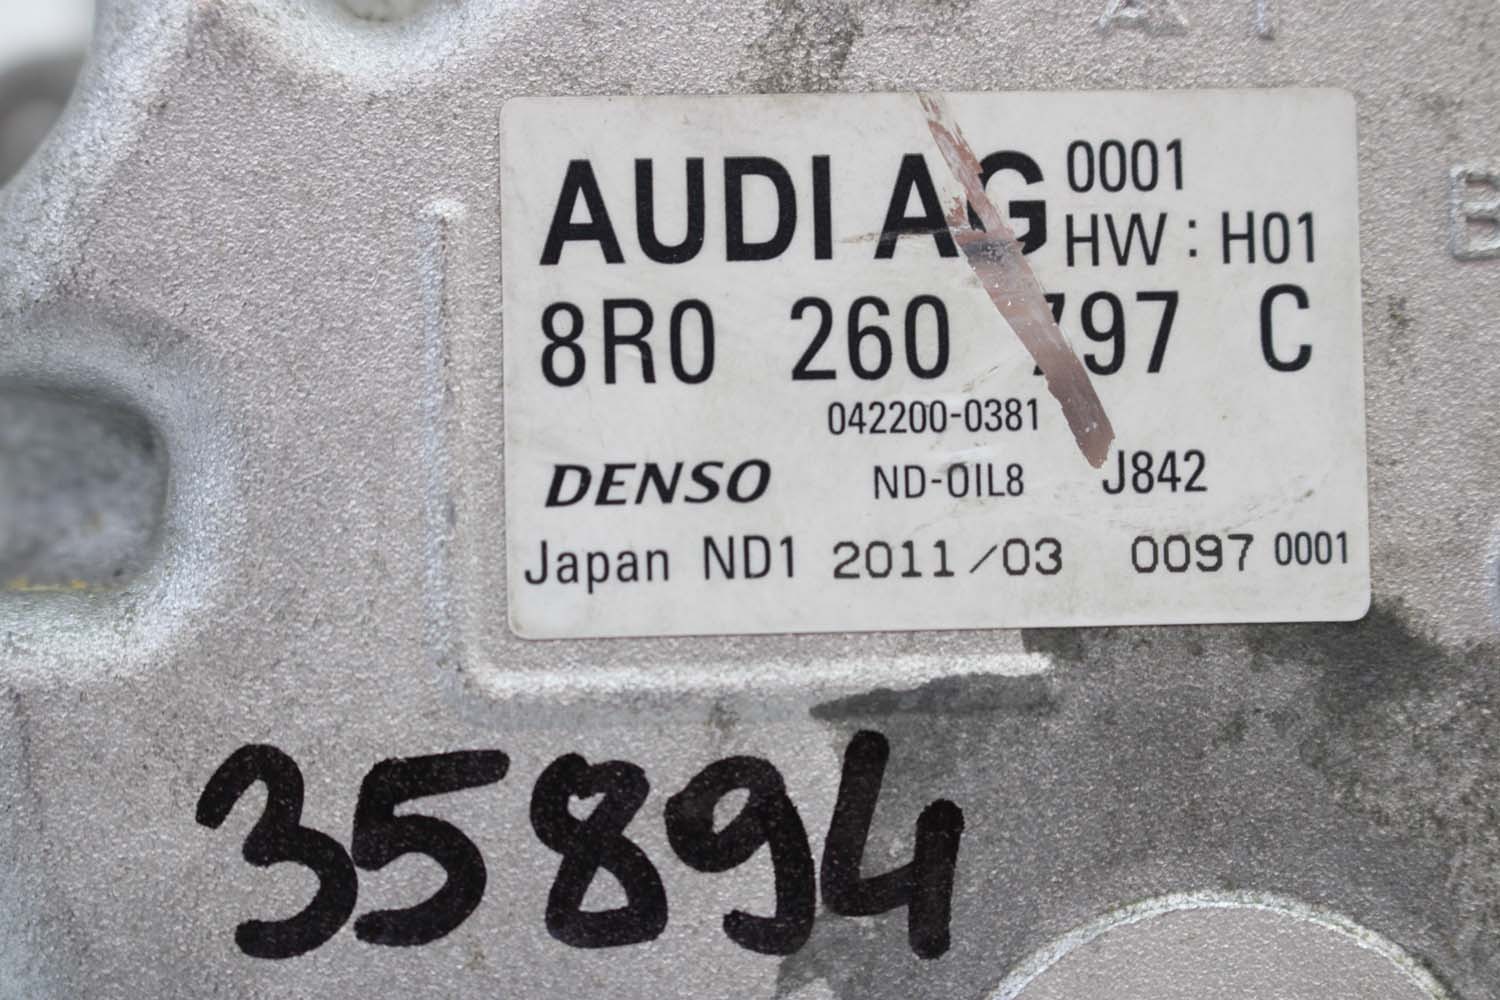 AUDI AG 0001
HW : H01
8R0 260 797 C
042200-0381
DENSO ND-OIL8 J842
Japan ND1 2011/03 0097 0001
35894